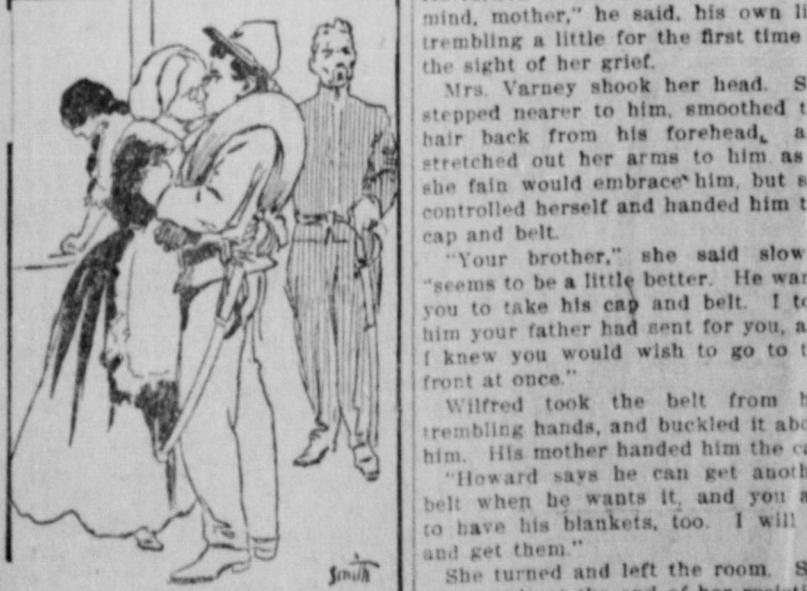 mind, mother," he said, his own
trembling a little for the first time
the sight of her grief.
Mrs. Varney shook her head.
stepped nearer to him, smoothed
hair back from his forehead,
stretched out her arms to him as
she fain would embrace him, but
controlled herself and handed him
cap and belt.
"Your brother," she said
"seems to be a little better. He
you to take his cap and belt. I
him your father had sent for you,
I knew you would wish to go to
front at once."
Wilfred took the belt from
trembling hands, and buckled it
him. His mother handed him the
"Howard says he can get
belt when he wants it, and you
to have his blankets, too. I will
and get them."
She turned and left the room.
Smith